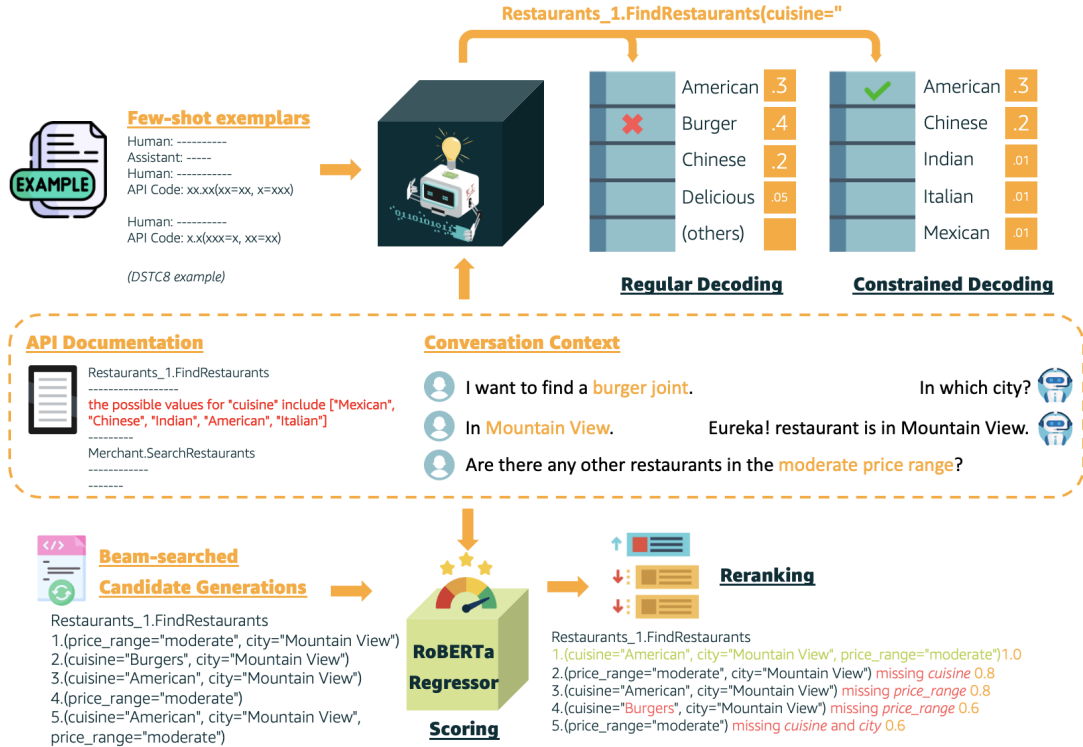 Restaurants_1.FindRestaurants(cuisine="
Few-shot exemplars
Human: ----------
Assistant: -----
Human: -----------
API Code: xx.xx(xx=xx, x=xxx)
Human: ----------
API Code: x.x(xxx=x, xx=xx)
(DSTC8 example)
EXAMPLE
01101010111
American .3
Burger .4
Chinese .2
Delicious .05
(others)
Regular Decoding
American .3
Chinese .2
Indian .01
Italian .01
Mexican .01
Constrained Decoding
API Documentation
Restaurants_1.FindRestaurants
------------------
the possible values for "cuisine" include ["Mexican",
"Chinese", "Indian", "American", "Italian"]
---------
Merchant.SearchRestaurants
------------
-------
Conversation Context
I want to find a burger joint.
In which city?
In Mountain View.
Eureka! restaurant is in Mountain View.
Are there any other restaurants in the moderate price range?
</>
Beam-searched
Candidate Generations
Restaurants_1.FindRestaurants
1.(price_range="moderate", city="Mountain View")
2.(cuisine="Burgers", city="Mountain View")
3.(cuisine="American", city="Mountain View")
4.(price_range="moderate")
5.(cuisine="American", city="Mountain View",
price_range="moderate")
RoBERTa
Regressor
Scoring
Reranking
Restaurants_1.FindRestaurants
1.(cuisine="American", city="Mountain View", price_range="moderate")1.0
2.(price_range="moderate", city="Mountain View") missing cuisine 0.8
3.(cuisine="American", city="Mountain View") missing price_range 0.8
4.(cuisine="Burgers", city="Mountain View") missing price_range 0.6
5.(price_range="moderate") missing cuisine and city 0.6